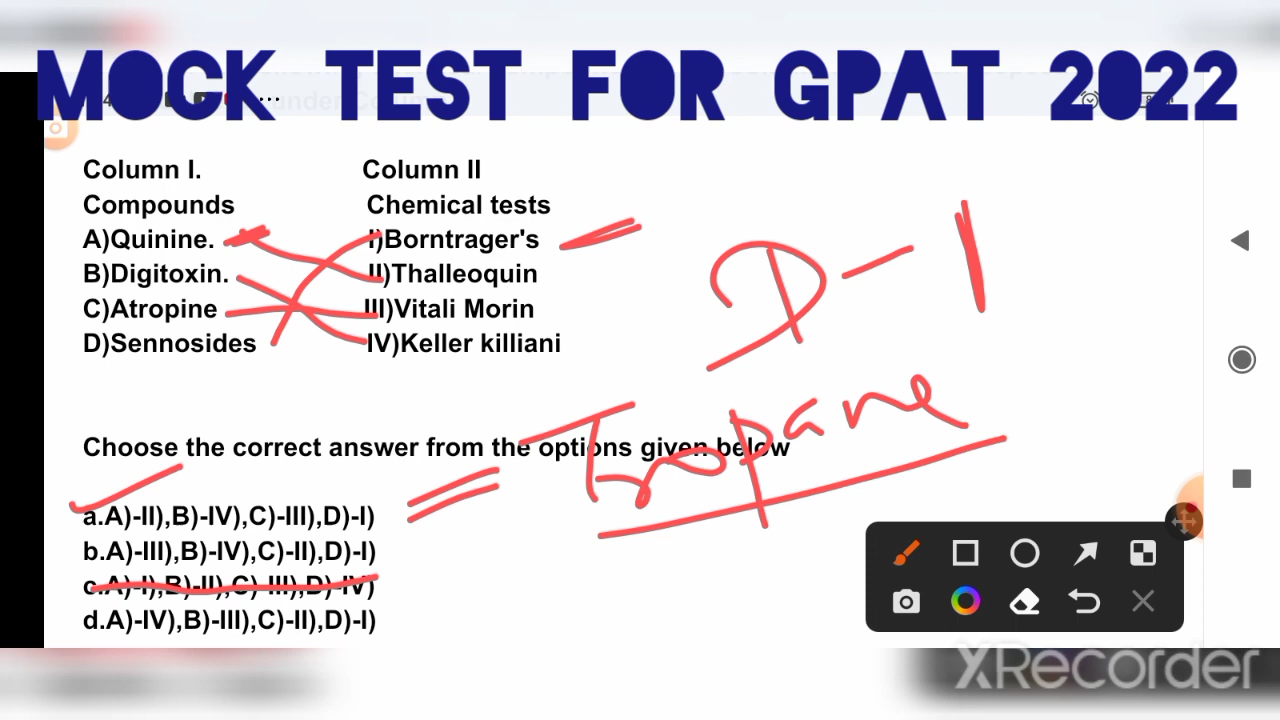 MOCK TEST FOR GPAT 2022
Column I. Column II
Compounds Chemical tests
A)Quinine. I)Borntrager's
B)Digitoxin. II)Thalleoquin
C)Atropine III)Vitali Morin
D)Sennosides IV)Keller killiani
D-1
Tropane
Choose the correct answer from the options given below
a.A)-II),B)-IV),C)-III),D)-I)
b.A)-III),B)-IV),C)-II),D)-I)
c.A)-I),B)-II),C)-III),D)-IV)
d.A)-IV),B)-III),C)-II),D)-I)
XRecorder